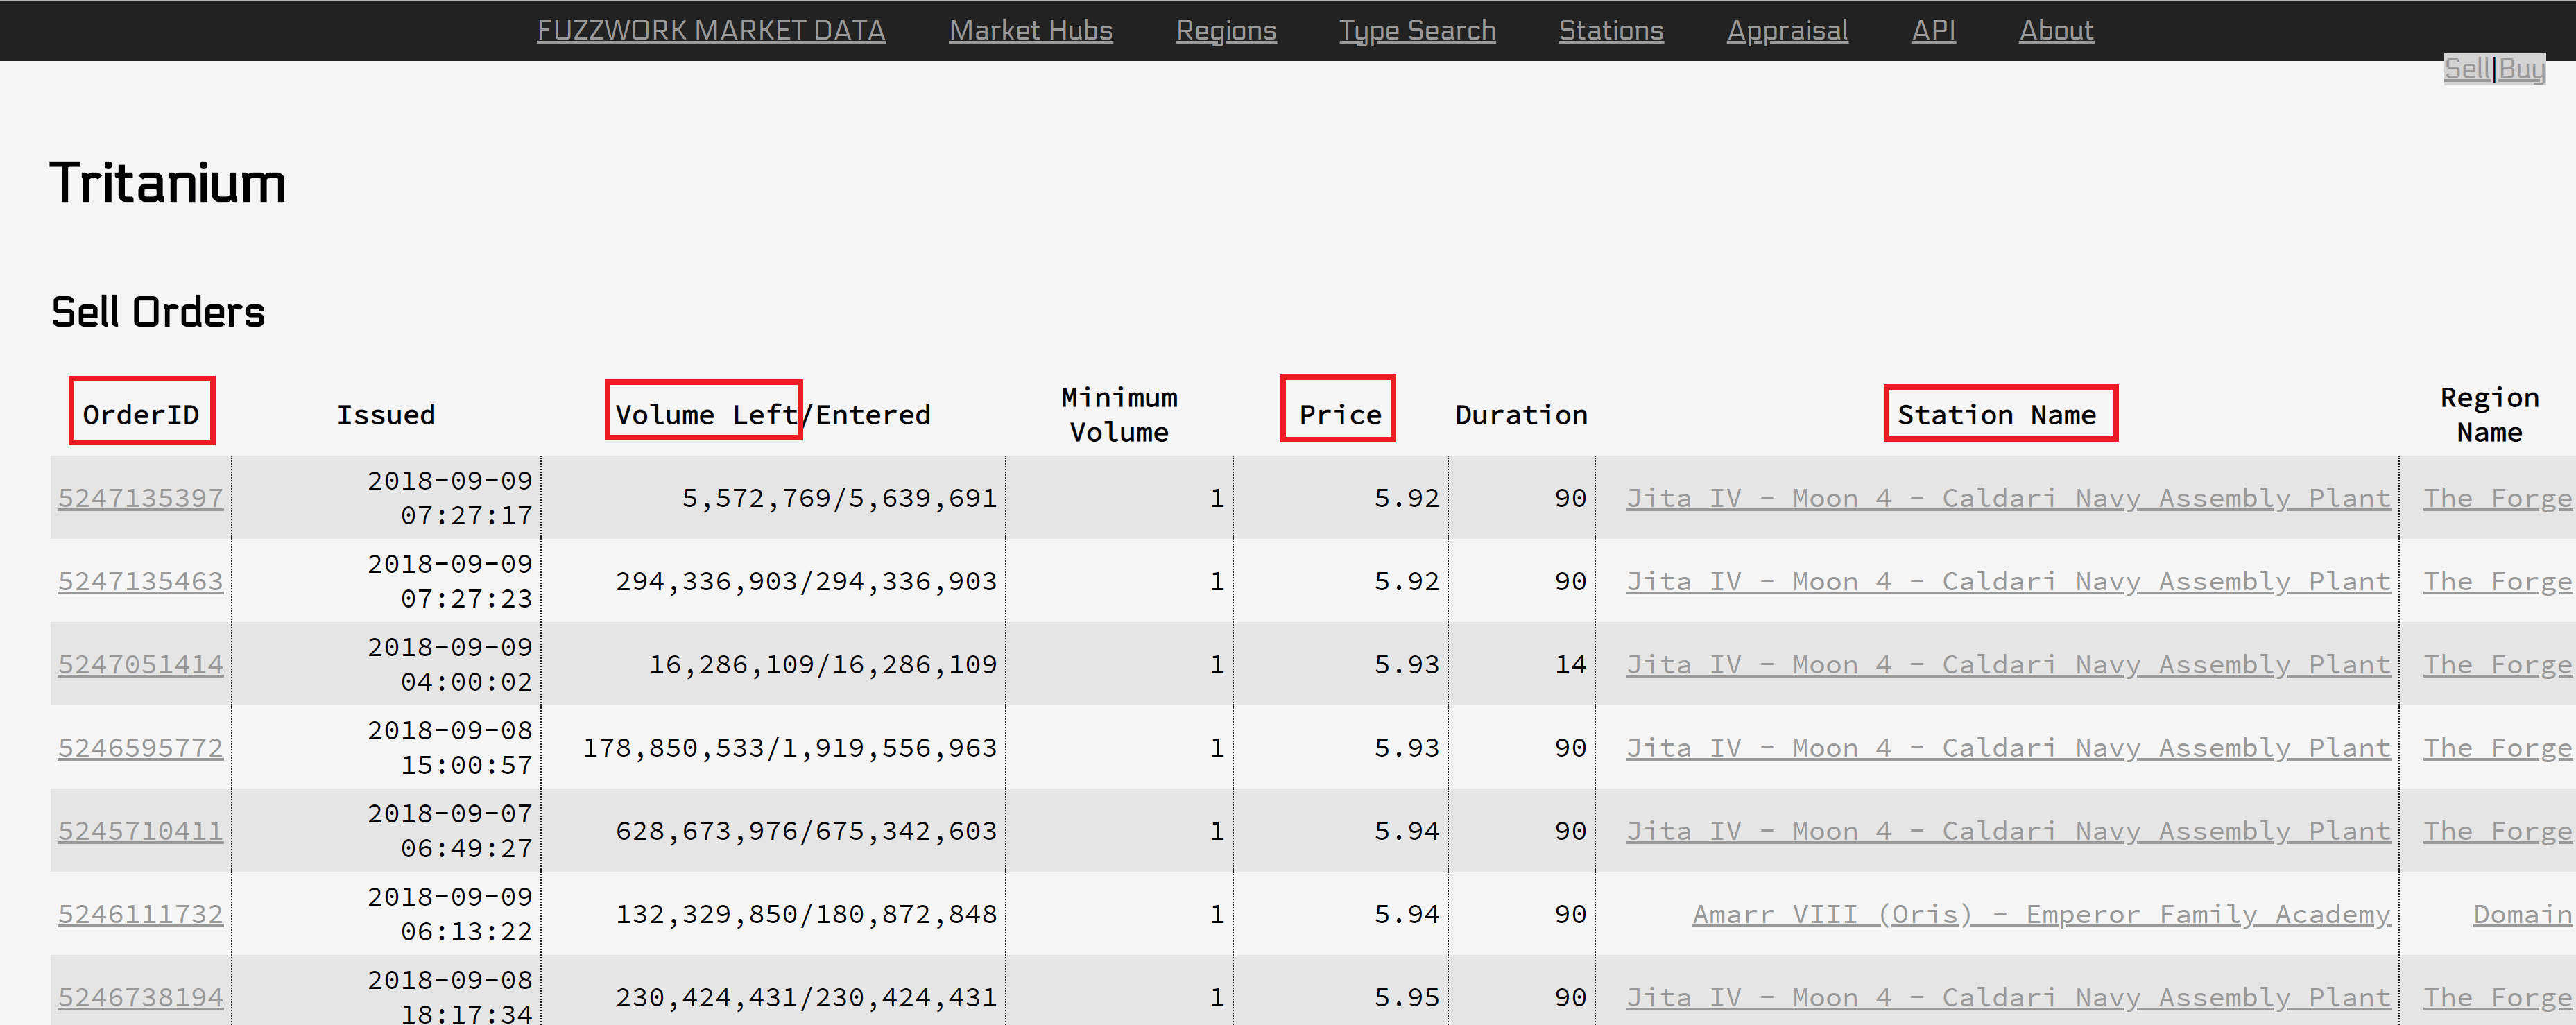 FUZZWORK MARKET DATA Market Hubs Regions Type Search Stations Appraisal API About
Sell|Buy
Tritanium
Sell Orders
OrderID Issued Volume Left/Entered Minimum Volume Price Duration Station Name Region Name
5247135397 2018-09-09 07:27:17 5,572,769/5,639,691 1 5.92 90 Jita IV - Moon 4 - Caldari Navy Assembly Plant The Forge
5247135463 2018-09-09 07:27:23 294,336,903/294,336,903 1 5.92 90 Jita IV - Moon 4 - Caldari Navy Assembly Plant The Forge
5247051414 2018-09-09 04:00:02 16,286,109/16,286,109 1 5.93 14 Jita IV - Moon 4 - Caldari Navy Assembly Plant The Forge
5246595772 2018-09-08 15:00:57 178,850,533/1,919,556,963 1 5.93 90 Jita IV - Moon 4 - Caldari Navy Assembly Plant The Forge
5245710411 2018-09-07 06:49:27 628,673,976/675,342,603 1 5.94 90 Jita IV - Moon 4 - Caldari Navy Assembly Plant The Forge
5246111732 2018-09-09 06:13:22 132,329,850/180,872,848 1 5.94 90 Amarr VIII (Oris) - Emperor Family Academy Domain
5246738194 2018-09-08 18:17:34 230,424,431/230,424,431 1 5.95 90 Jita IV - Moon 4 - Caldari Navy Assembly Plant The Forge